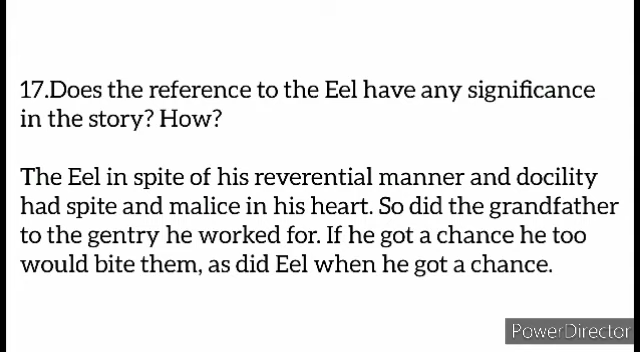 17.Does the reference to the Eel have any significance
in the story? How?
The Eel in spite of his reverential manner and docility
had spite and malice in his heart. So did the grandfather
to the gentry he worked for. If he got a chance he too
would bite them, as did Eel when he got a chance.
PowerDirector